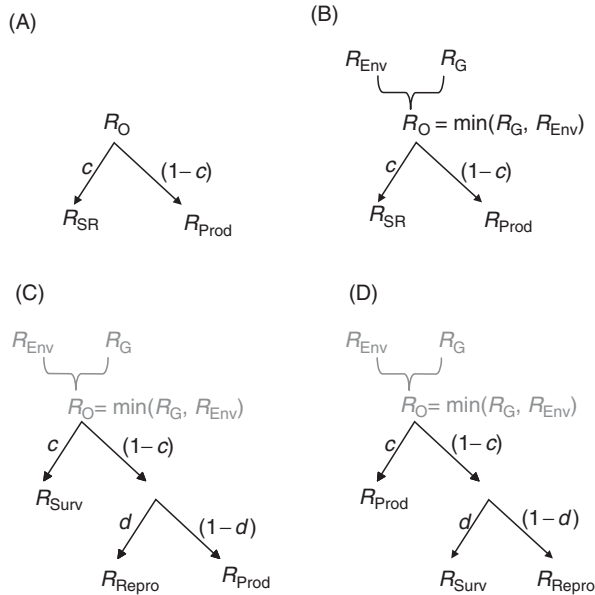 (A)
R_O
c (1–c)
R_SR R_Prod
(B)
R_Env R_G
R_O = min(R_G, R_Env)
c (1–c)
R_SR R_Prod
(C)
R_Env R_G
R_O= min(R_G, R_Env)
c (1–c)
R_Surv
d (1–d)
R_Repro R_Prod
(D)
R_Env R_G
R_O= min(R_G, R_Env)
c (1–c)
R_Prod
d (1–d)
R_Surv R_Repro